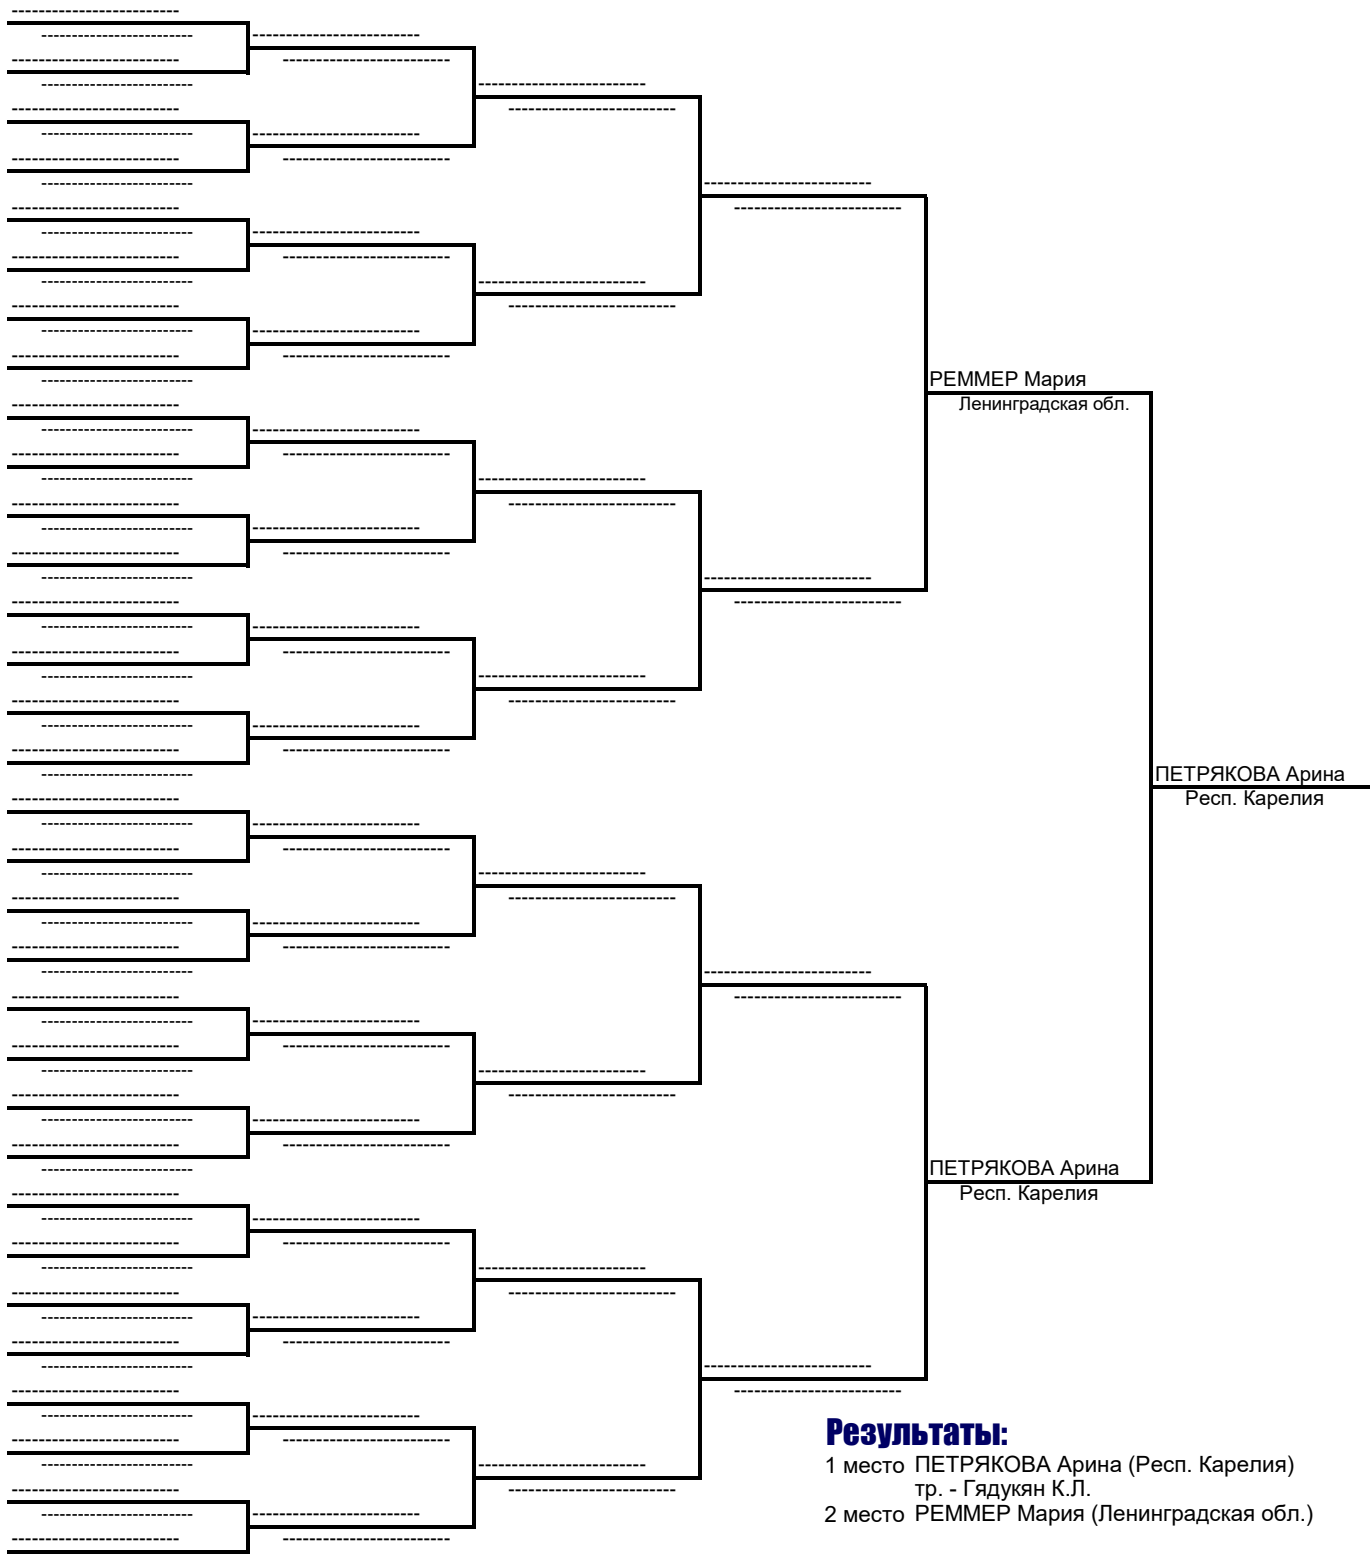 РЕММЕР Мария
Ленинградская обл.
ПЕТРЯКОВА Арина
Респ. Карелия
ПЕТРЯКОВА Арина
Респ. Карелия
Результаты:
1 место ПЕТРЯКОВА Арина (Респ. Карелия)
тр. - Гядукян К.Л.
2 место РЕММЕР Мария (Ленинградская обл.)